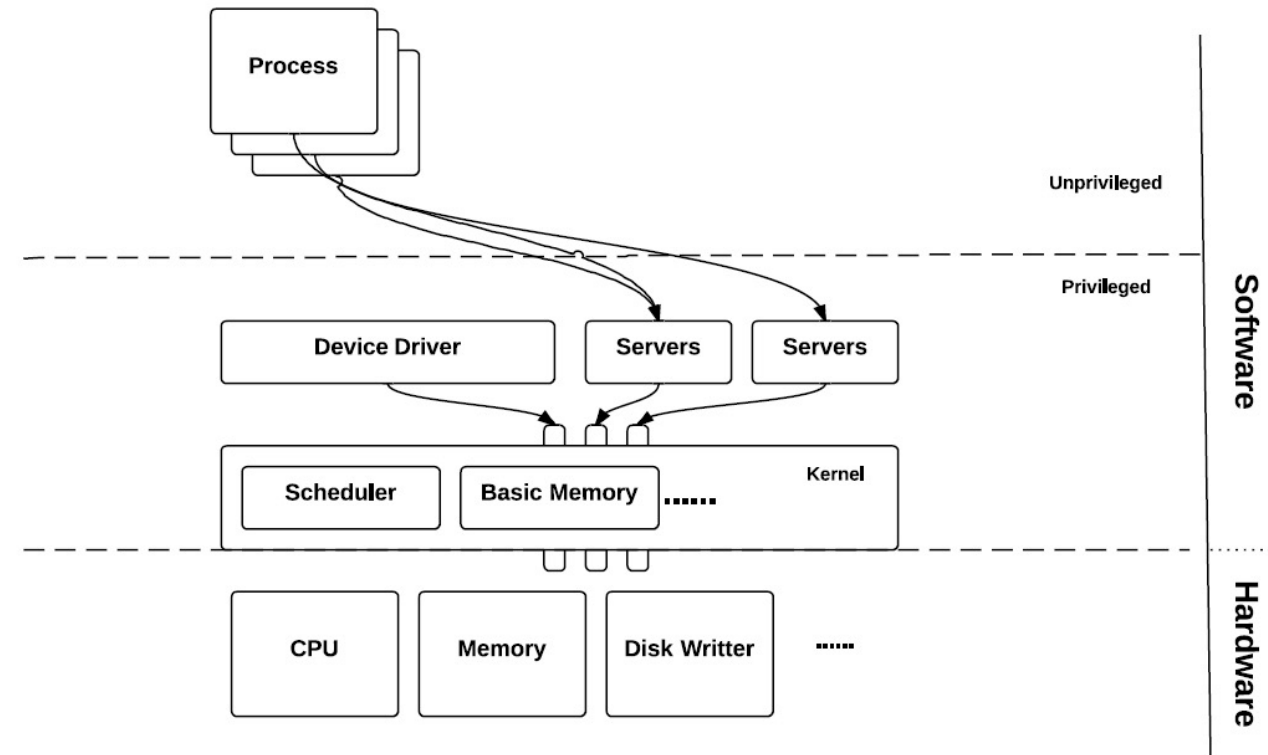 Process
Unprivileged
Privileged
Software
Device Driver
Servers
Servers
Kernel
Scheduler
Basic Memory
......
Hardware
CPU
Memory
Disk Writter
......